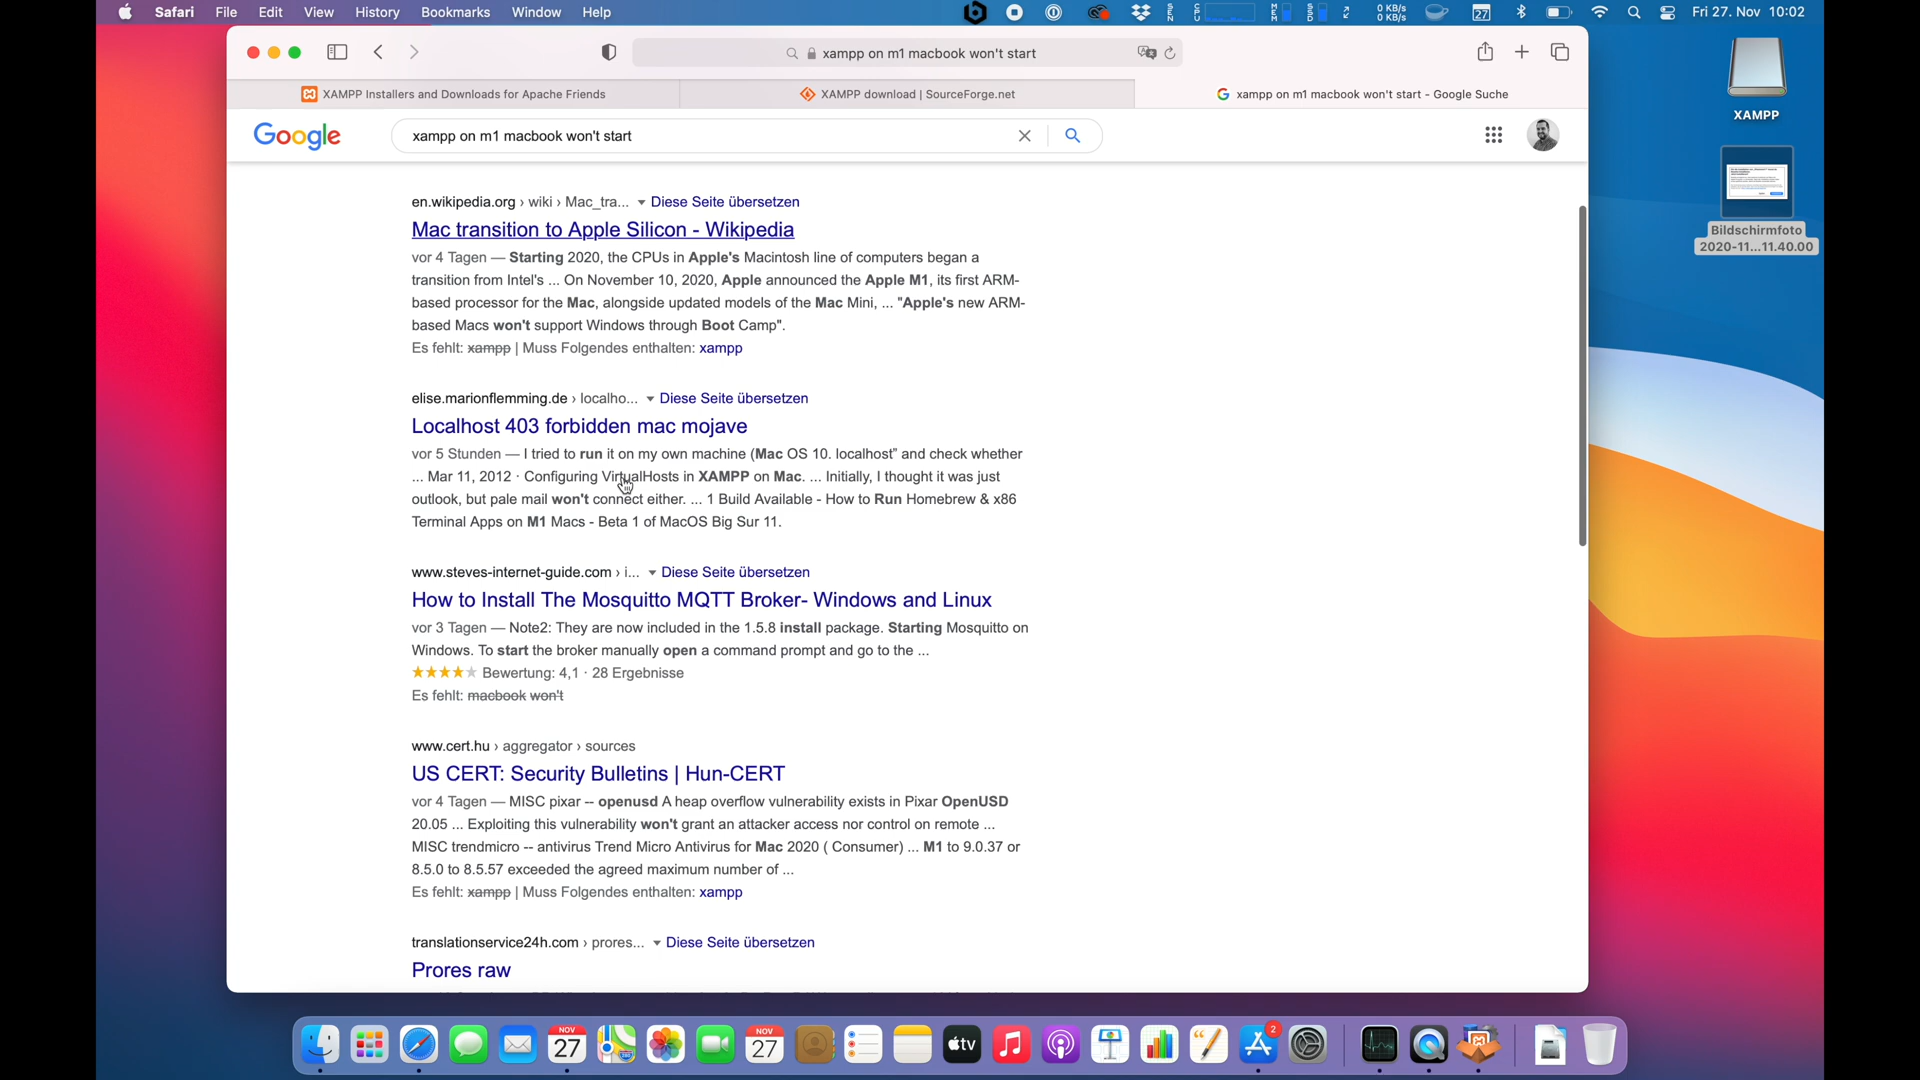 Safari File Edit View History Bookmarks Window Help
SEN CPU MEM SSD 0 KB/s 0 KB/s 27 Fri 27. Nov 10:02
xampp on m1 macbook won't start
XAMPP Installers and Downloads for Apache Friends
XAMPP download | SourceForge.net
xampp on m1 macbook won't start - Google Suche
Google
xampp on m1 macbook won't start
XAMPP
Bildschirmfoto
2020-11...11.40.00
en.wikipedia.org › wiki › Mac_tra... Diese Seite übersetzen
Mac transition to Apple Silicon - Wikipedia
vor 4 Tagen — Starting 2020, the CPUs in Apple's Macintosh line of computers began a
transition from Intel's ... On November 10, 2020, Apple announced the Apple M1, its first ARM-
based processor for the Mac, alongside updated models of the Mac Mini, ... "Apple's new ARM-
based Macs won't support Windows through Boot Camp".
Es fehlt: xampp | Muss Folgendes enthalten: xampp
elise.marionflemming.de › localho... Diese Seite übersetzen
Localhost 403 forbidden mac mojave
vor 5 Stunden — I tried to run it on my own machine (Mac OS 10. localhost" and check whether
... Mar 11, 2012 · Configuring VirtualHosts in XAMPP on Mac. ... Initially, I thought it was just
outlook, but pale mail won't connect either. ... 1 Build Available - How to Run Homebrew & x86
Terminal Apps on M1 Macs - Beta 1 of MacOS Big Sur 11.
www.steves-internet-guide.com › i... Diese Seite übersetzen
How to Install The Mosquitto MQTT Broker- Windows and Linux
vor 3 Tagen — Note2: They are now included in the 1.5.8 install package. Starting Mosquitto on
Windows. To start the broker manually open a command prompt and go to the ...
Bewertung: 4,1 · 28 Ergebnisse
Es fehlt: macbook won't
www.cert.hu › aggregator › sources
US CERT: Security Bulletins | Hun-CERT
vor 4 Tagen — MISC pixar -- openusd A heap overflow vulnerability exists in Pixar OpenUSD
20.05 ... Exploiting this vulnerability won't grant an attacker access nor control on remote ...
MISC trendmicro -- antivirus Trend Micro Antivirus for Mac 2020 ( Consumer) ... M1 to 9.0.37 or
8.5.0 to 8.5.57 exceeded the agreed maximum number of ...
Es fehlt: xampp | Muss Folgendes enthalten: xampp
translationservice24h.com › prores... Diese Seite übersetzen
Prores raw
NOV 27
NOV 27
tv
2